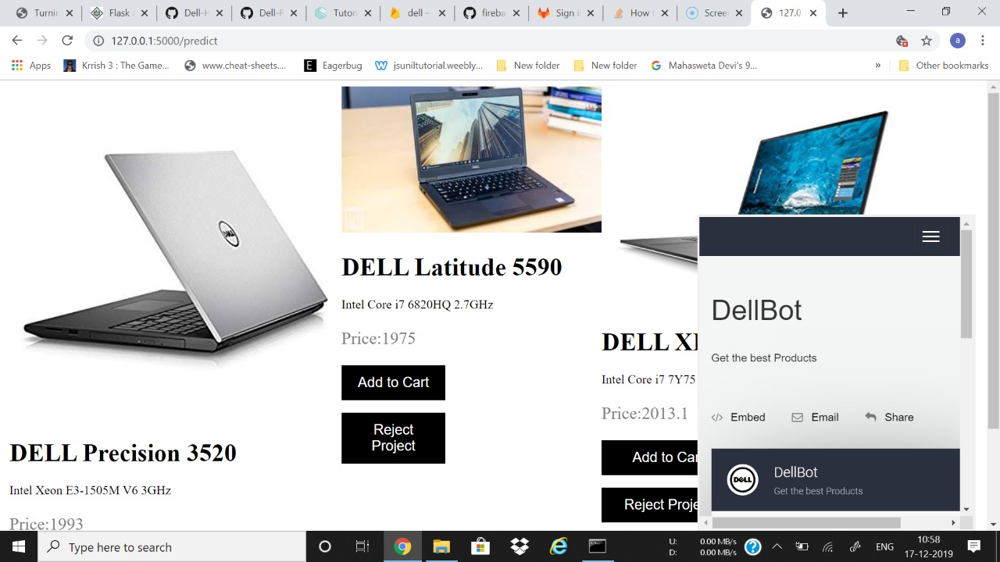 Turnin
Flask
Dell-H
Dell-P
Tutor
dell –
fireba
Sign i
How t
Scree
127.0
127.0.0.1:5000/predict
a
Apps
Krrish 3 : The Game...
www.cheat-sheets....
E Eagerbug
jsuniltutorial.weebly...
New folder
New folder
Mahasweta Devi's 9...
»
Other bookmarks
DELL
DELL Precision 3520
Intel Xeon E3-1505M V6 3GHz
Price:1993
DELL Latitude 5590
Intel Core i7 6820HQ 2.7GHz
Price:1975
Add to Cart
Reject
Project
DELL
Intel Core i7 7Y75
Price:2013.1
Add to Car
Reject Proje
DellBot
Get the best Products
Embed
Email
Share
DELL
DellBot
Get the best Products
Type here to search
U: 0.00 MB/s
D: 0.00 MB/s
ENG
10:58
17-12-2019